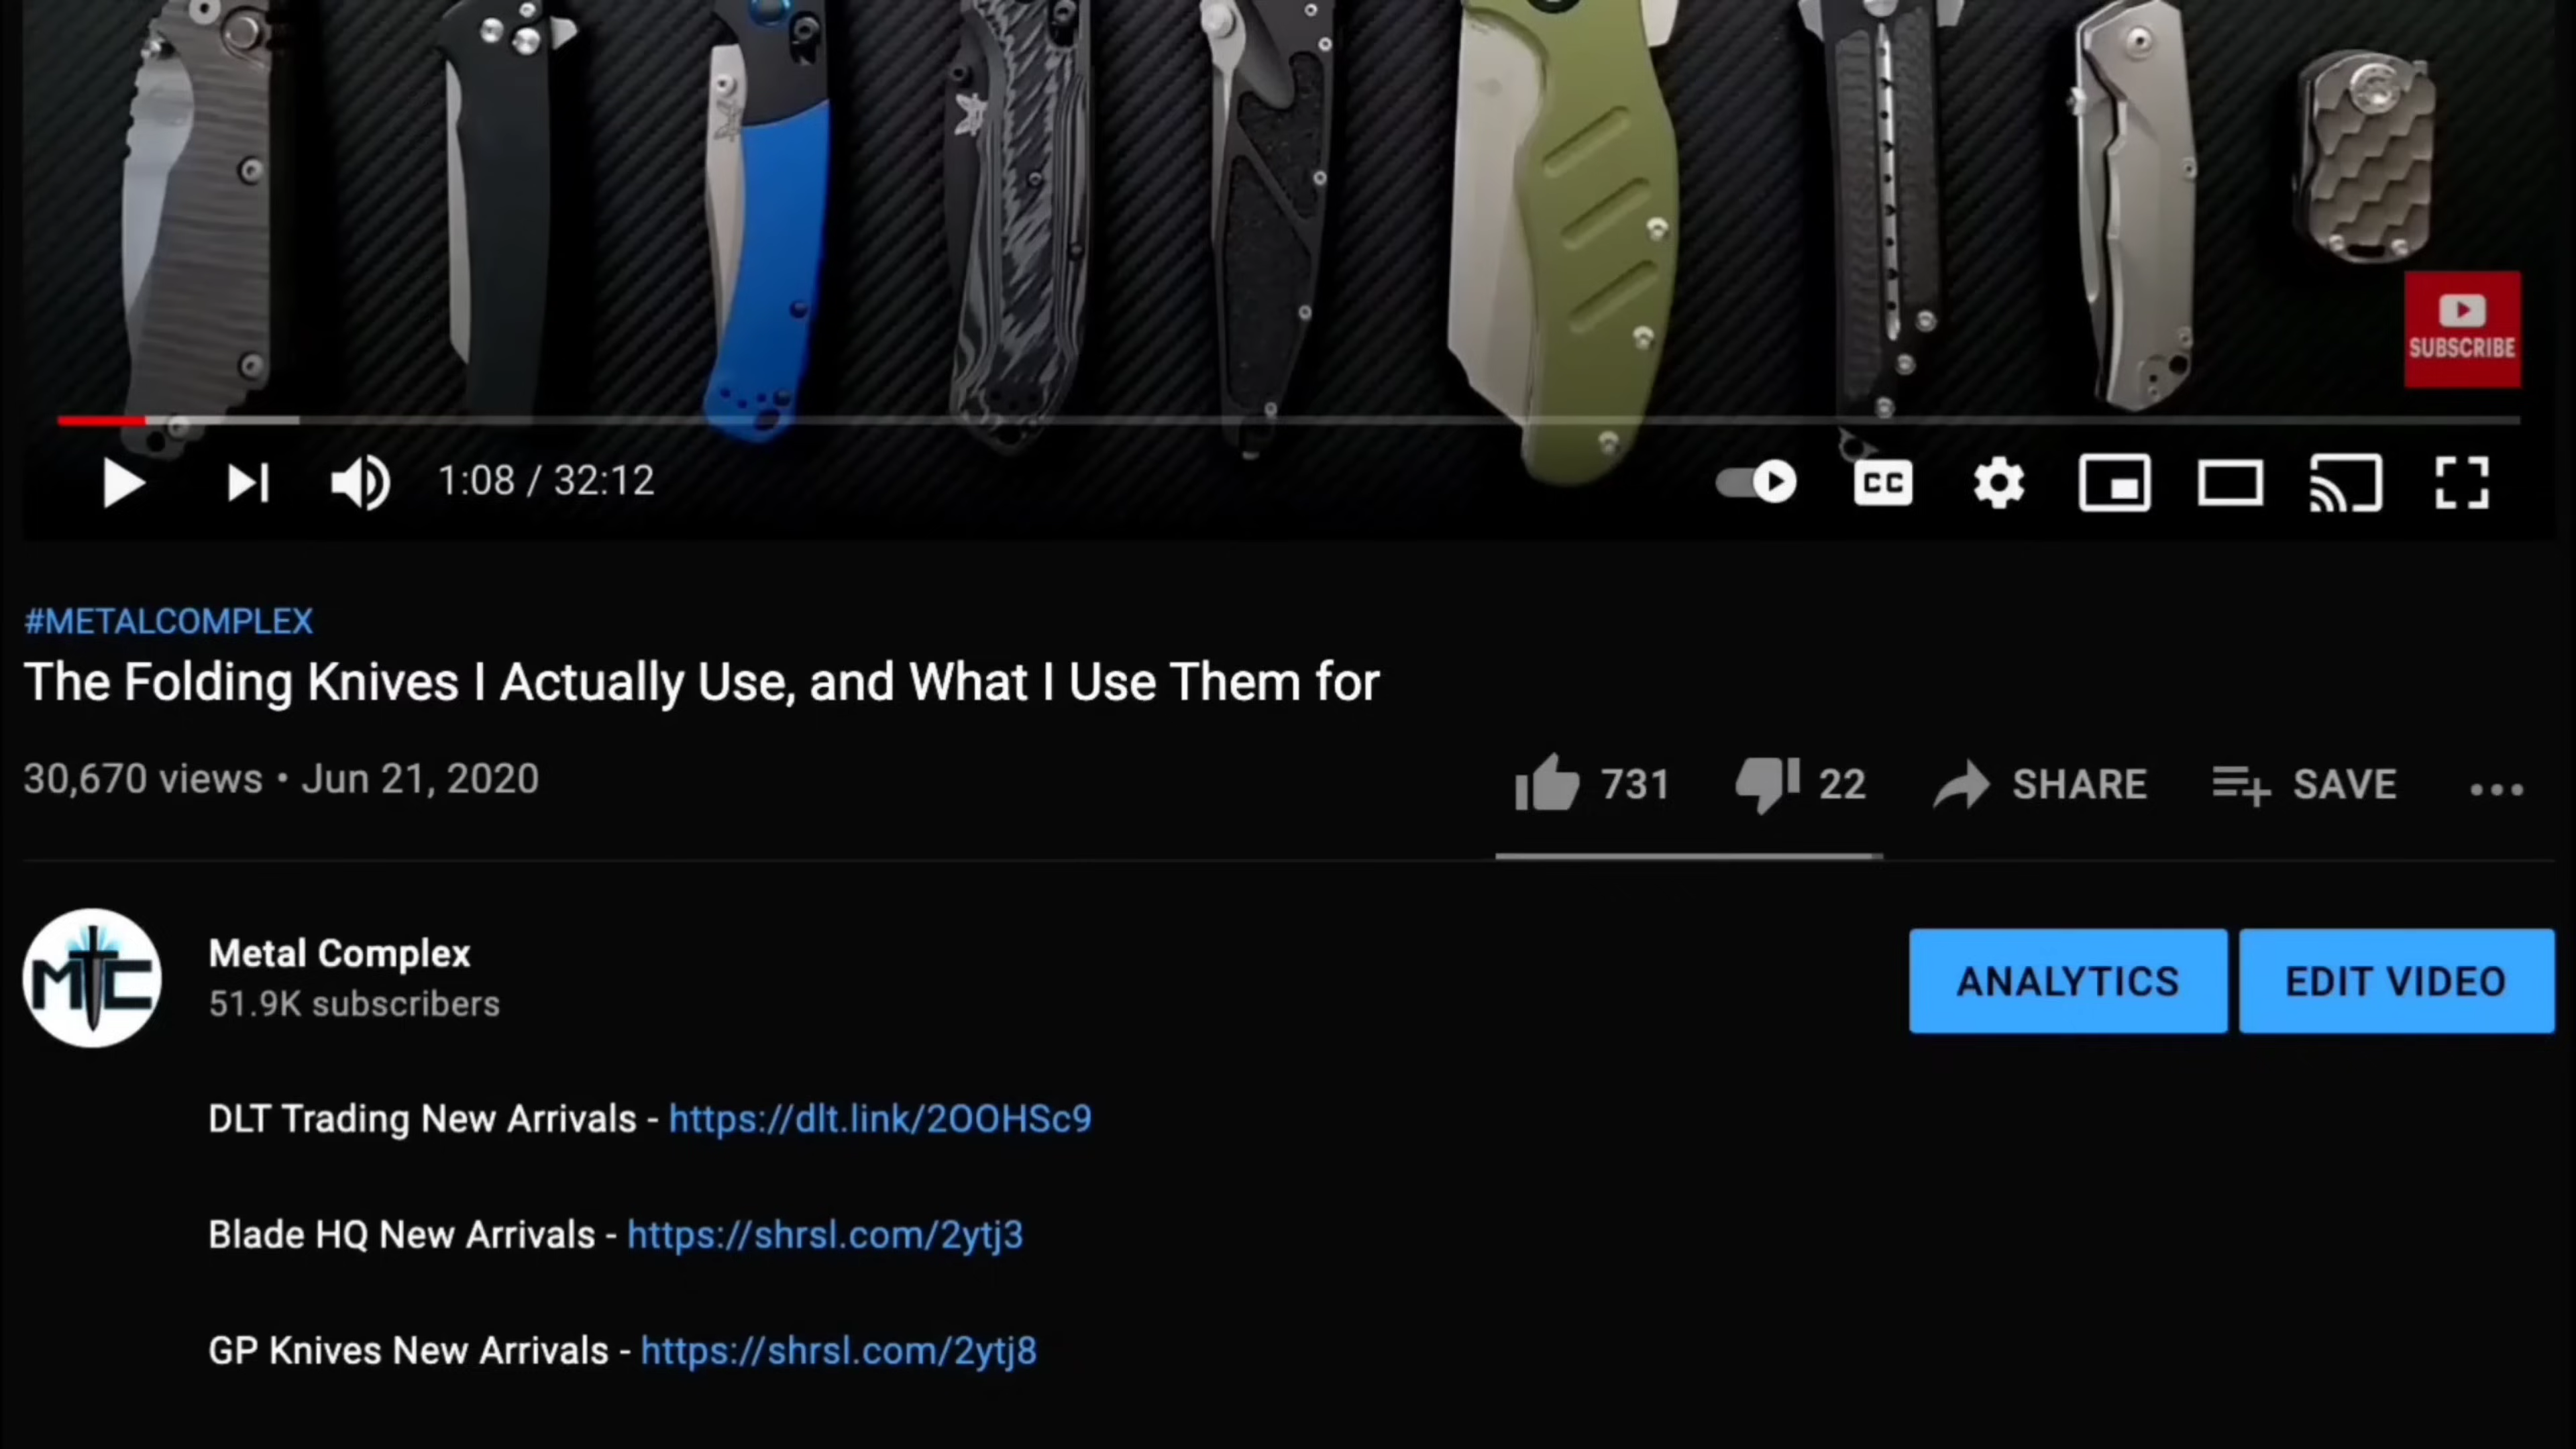 SUBSCRIBE
1:08 / 32:12
CC
#METALCOMPLEX
The Folding Knives I Actually Use, and What I Use Them for
30,670 views • Jun 21, 2020
731
22
SHARE
SAVE
MTC
Metal Complex
51.9K subscribers
ANALYTICS
EDIT VIDEO
DLT Trading New Arrivals - https://dlt.link/2OOHSc9
Blade HQ New Arrivals - https://shrsl.com/2ytj3
GP Knives New Arrivals - https://shrsl.com/2ytj8